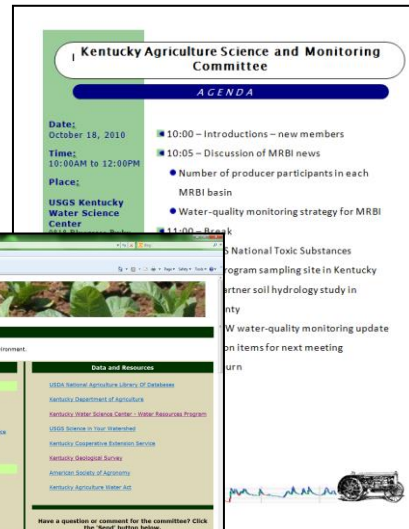 Kentucky Agriculture Science and Monitoring
Committee
AGENDA
Date:
October 18, 2010
Time:
10:00AM to 12:00PM
Place:
USGS Kentucky
Water Science
Center
10:00 – Introductions – new members
10:05 – Discussion of MRBI news
Number of producer participants in each
MRBI basin
Water-quality monitoring strategy for MRBI
11:00 – Break
National Toxic Substances
rogram sampling site in Kentucky
artner soil hydrology study in
nty
W water-quality monitoring update
on items for next meeting
urn
ironment.
Data and Resources
USDA National Agriculture Library Of Databases
Kentucky Department of Agriculture
Kentucky Water Science Center - Water Resources Program
USGS Science in Your Watershed
Kentucky Cooperative Extension Service
Kentucky Geological Survey
American Society of Agronomy
Kentucky Agriculture Water Act
Have a question or comment for the committee? Click
the 'Send' button below.